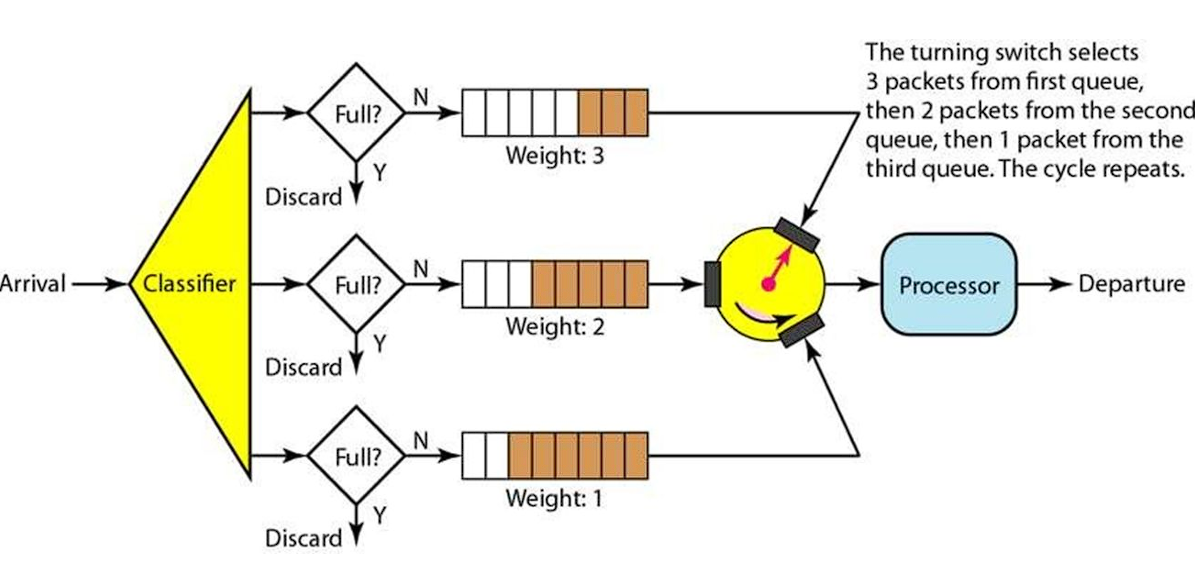 The turning switch selects
3 packets from first queue,
then 2 packets from the second
queue, then 1 packet from the
third queue. The cycle repeats.
Full?
N
Weight: 3
Y
Discard
Arrival
Classifier
Full?
N
Weight: 2
Y
Discard
Processor
Departure
Full?
N
Weight: 1
Y
Discard